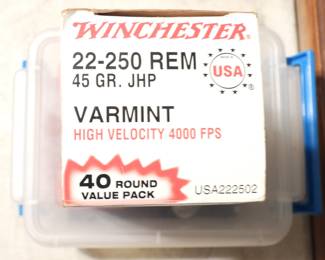 WINCHESTER®
22-250 REM
45 GR. JHP
USA
®
VARMINT
HIGH VELOCITY 4000 FPS
40 ROUND
VALUE PACK
USA222502